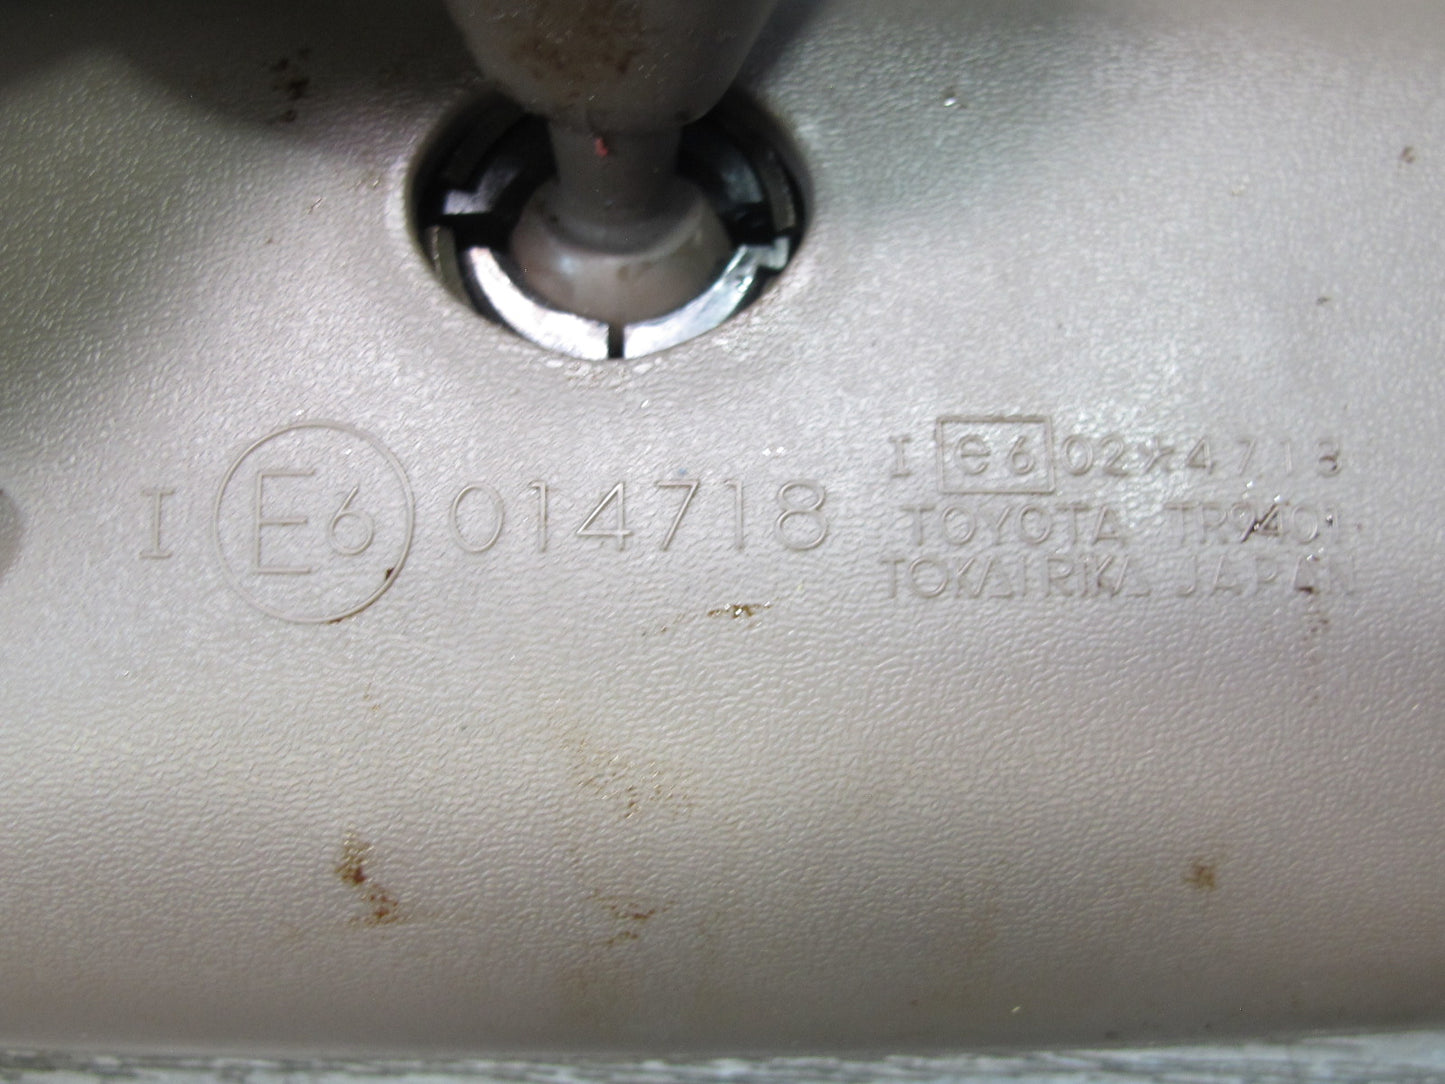 I E6 014718
I e6 02*4718
TOYOTA TR9401
TOKAI RIKA JAPAN